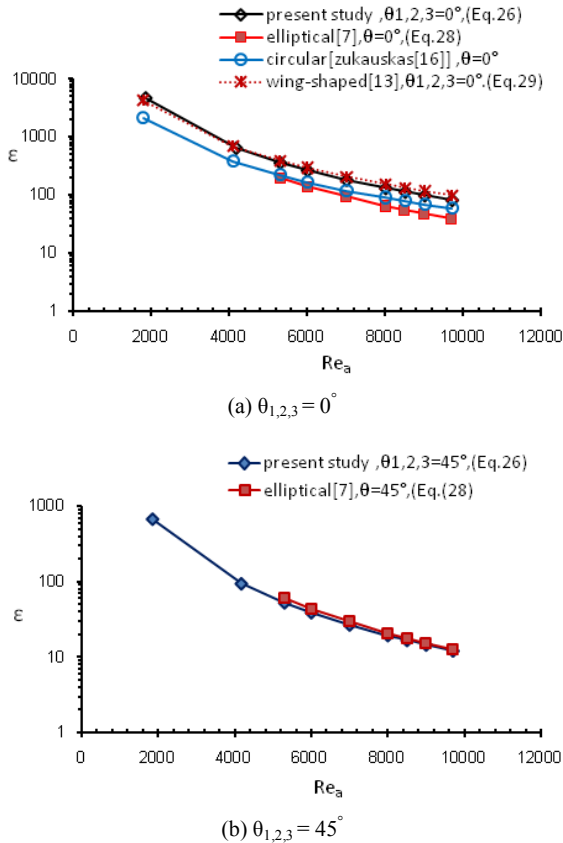 present study ,θ1,2,3=0°,(Eq.26)
elliptical[7],θ=0°,(Eq.28)
circular[zukauskas[16]] ,θ=0°
wing-shaped[13],θ1,2,3=0°.(Eq.29)
10000
1000
ε
100
10
1
0 2000 4000 6000 8000 10000 12000
Reₐ
(a) θ₁,₂,₃ = 0°
present study ,θ1,2,3=45°,(Eq.26)
elliptical[7],θ=45°,(Eq.(28)
1000
100
ε
10
1
0 2000 4000 6000 8000 10000 12000
Reₐ
(b) θ₁,₂,₃ = 45°